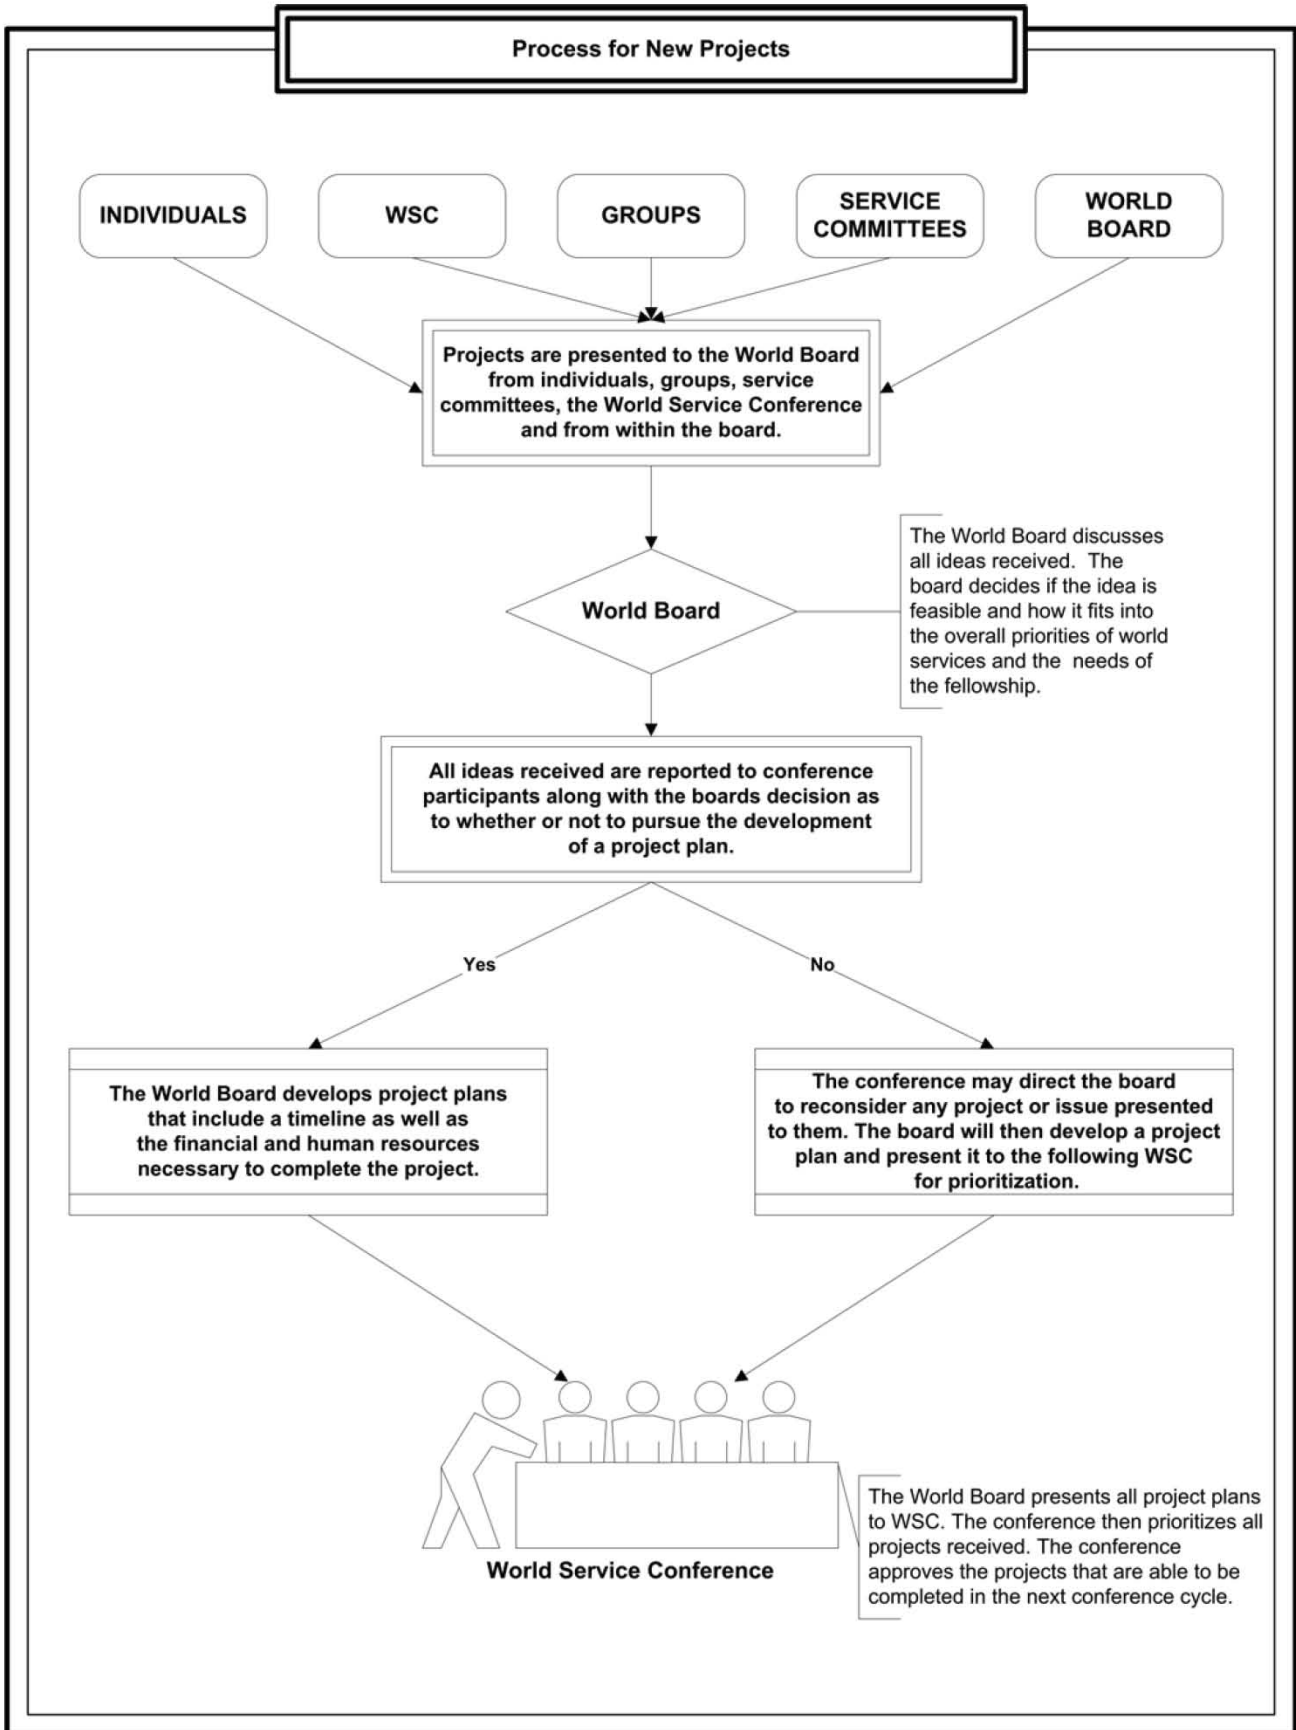 Process for New Projects
INDIVIDUALS
WSC
GROUPS
SERVICE
COMMITTEES
WORLD
BOARD
Projects are presented to the World Board
from individuals, groups, service
committees, the World Service Conference
and from within the board.
World Board
The World Board discusses
all ideas received. The
board decides if the idea is
feasible and how it fits into
the overall priorities of world
services and the needs of
the fellowship.
All ideas received are reported to conference
participants along with the boards decision as
to whether or not to pursue the development
of a project plan.
Yes
No
The World Board develops project plans
that include a timeline as well as
the financial and human resources
necessary to complete the project.
The conference may direct the board
to reconsider any project or issue presented
to them. The board will then develop a project
plan and present it to the following WSC
for prioritization.
World Service Conference
The World Board presents all project plans
to WSC. The conference then prioritizes all
projects received. The conference
approves the projects that are able to be
completed in the next conference cycle.